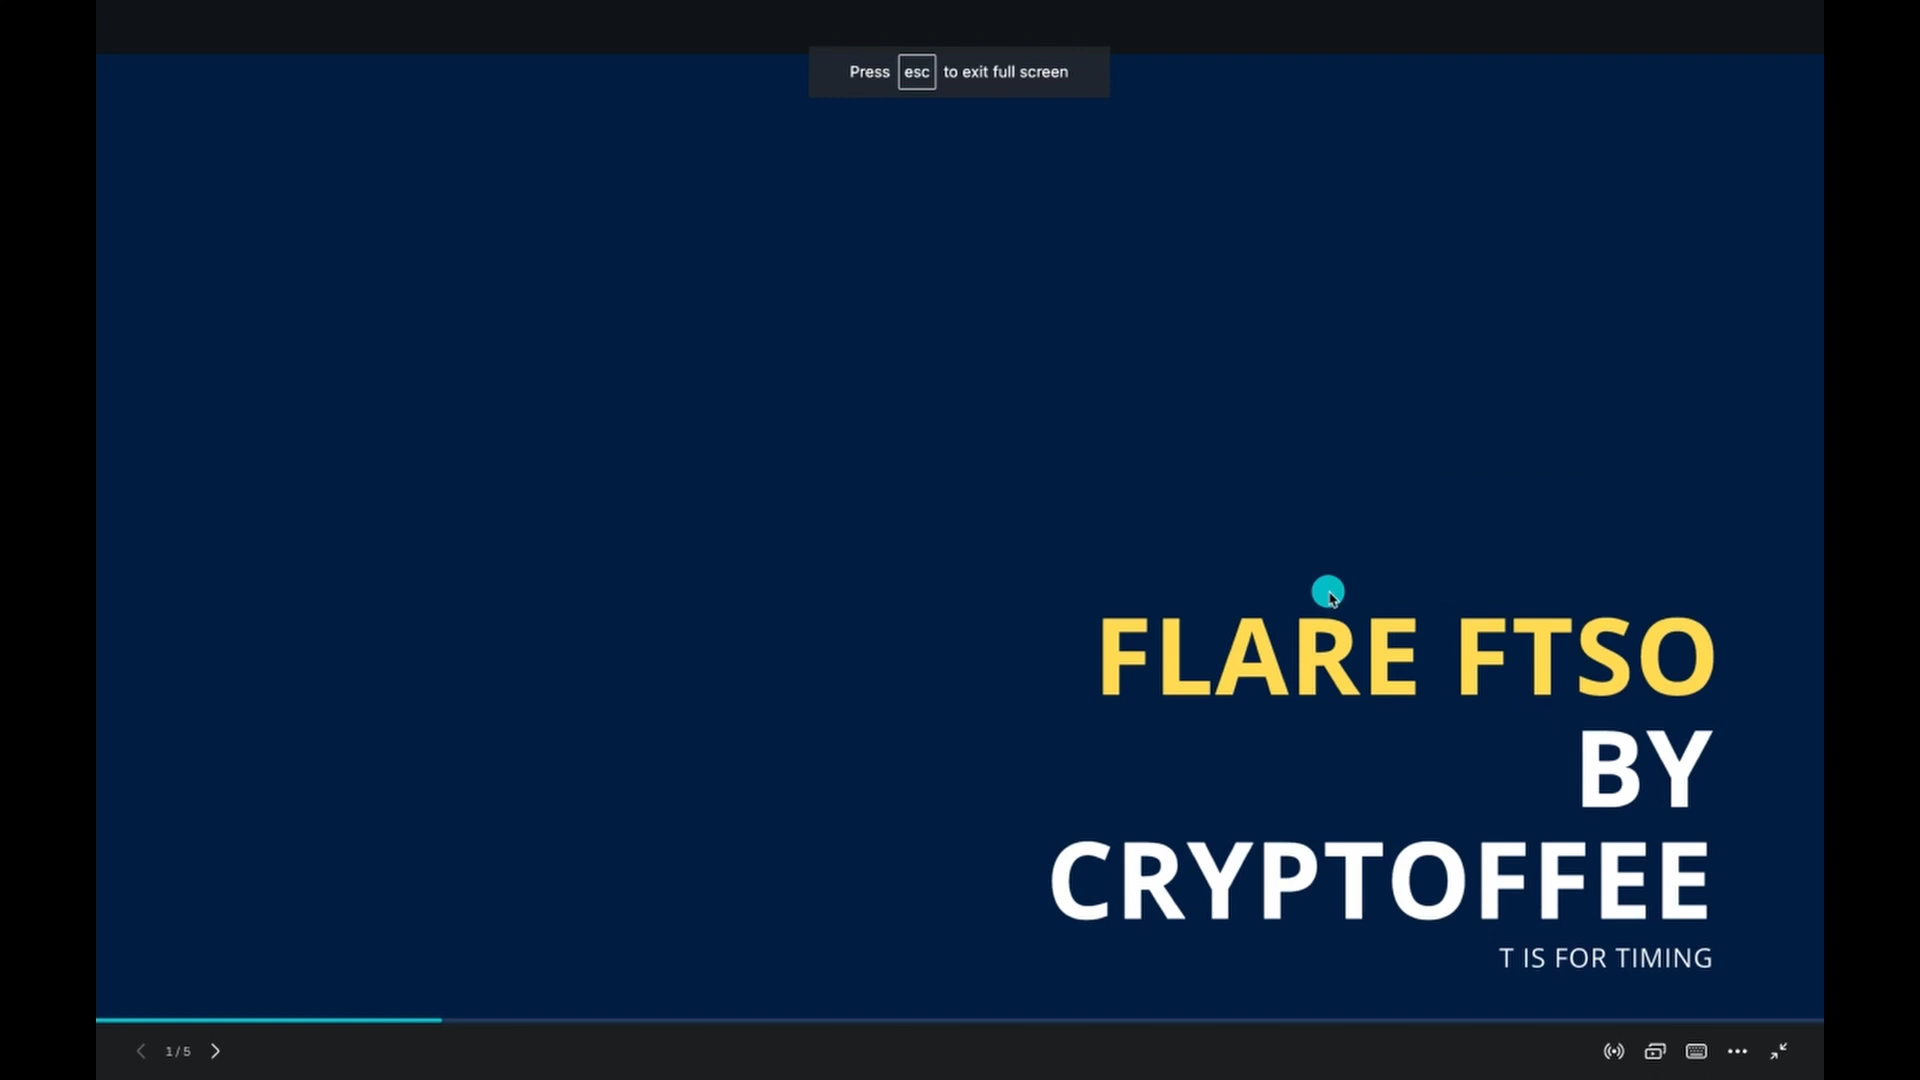 Press esc to exit full screen
FLARE FTSO
BY
CRYPTOFFEE
T IS FOR TIMING
1 / 5